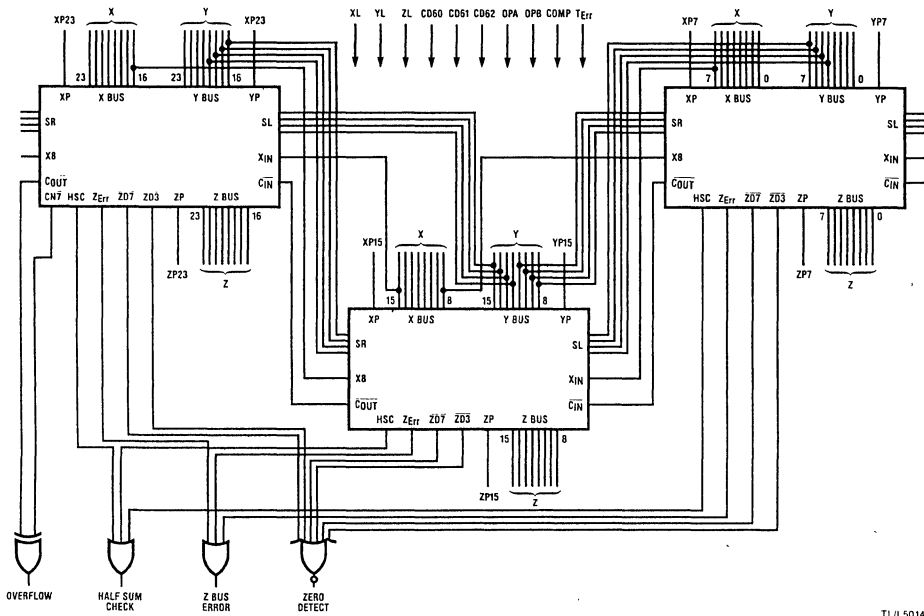 X Y XL YL ZL CD60 CD61 CD62 OPA OPB COMP TErr X Y
XP23 XP7
YP23 YP7
23 16 23 16 7 0 7 0
XP X BUS Y BUS YP
XP X BUS Y BUS YP
SR SL
SR SL
X8 XIN
X8 XIN
COUT CIN
COUT CIN
CN7 HSC ZErr ZD7 ZD3 ZP Z BUS
HSC ZErr ZD7 ZD3 ZP Z BUS
23 16
7 0
ZP23 Z
ZP7 Z
X Y
XP15 YP15
15 8 15 8
XP X BUS Y BUS YP
SR SL
X8 XIN
COUT CIN
HSC ZErr ZD7 ZD3 ZP Z BUS
15 8
ZP15 Z
OVERFLOW
HALF SUM
CHECK
Z BUS
ERROR
ZERO
DETECT